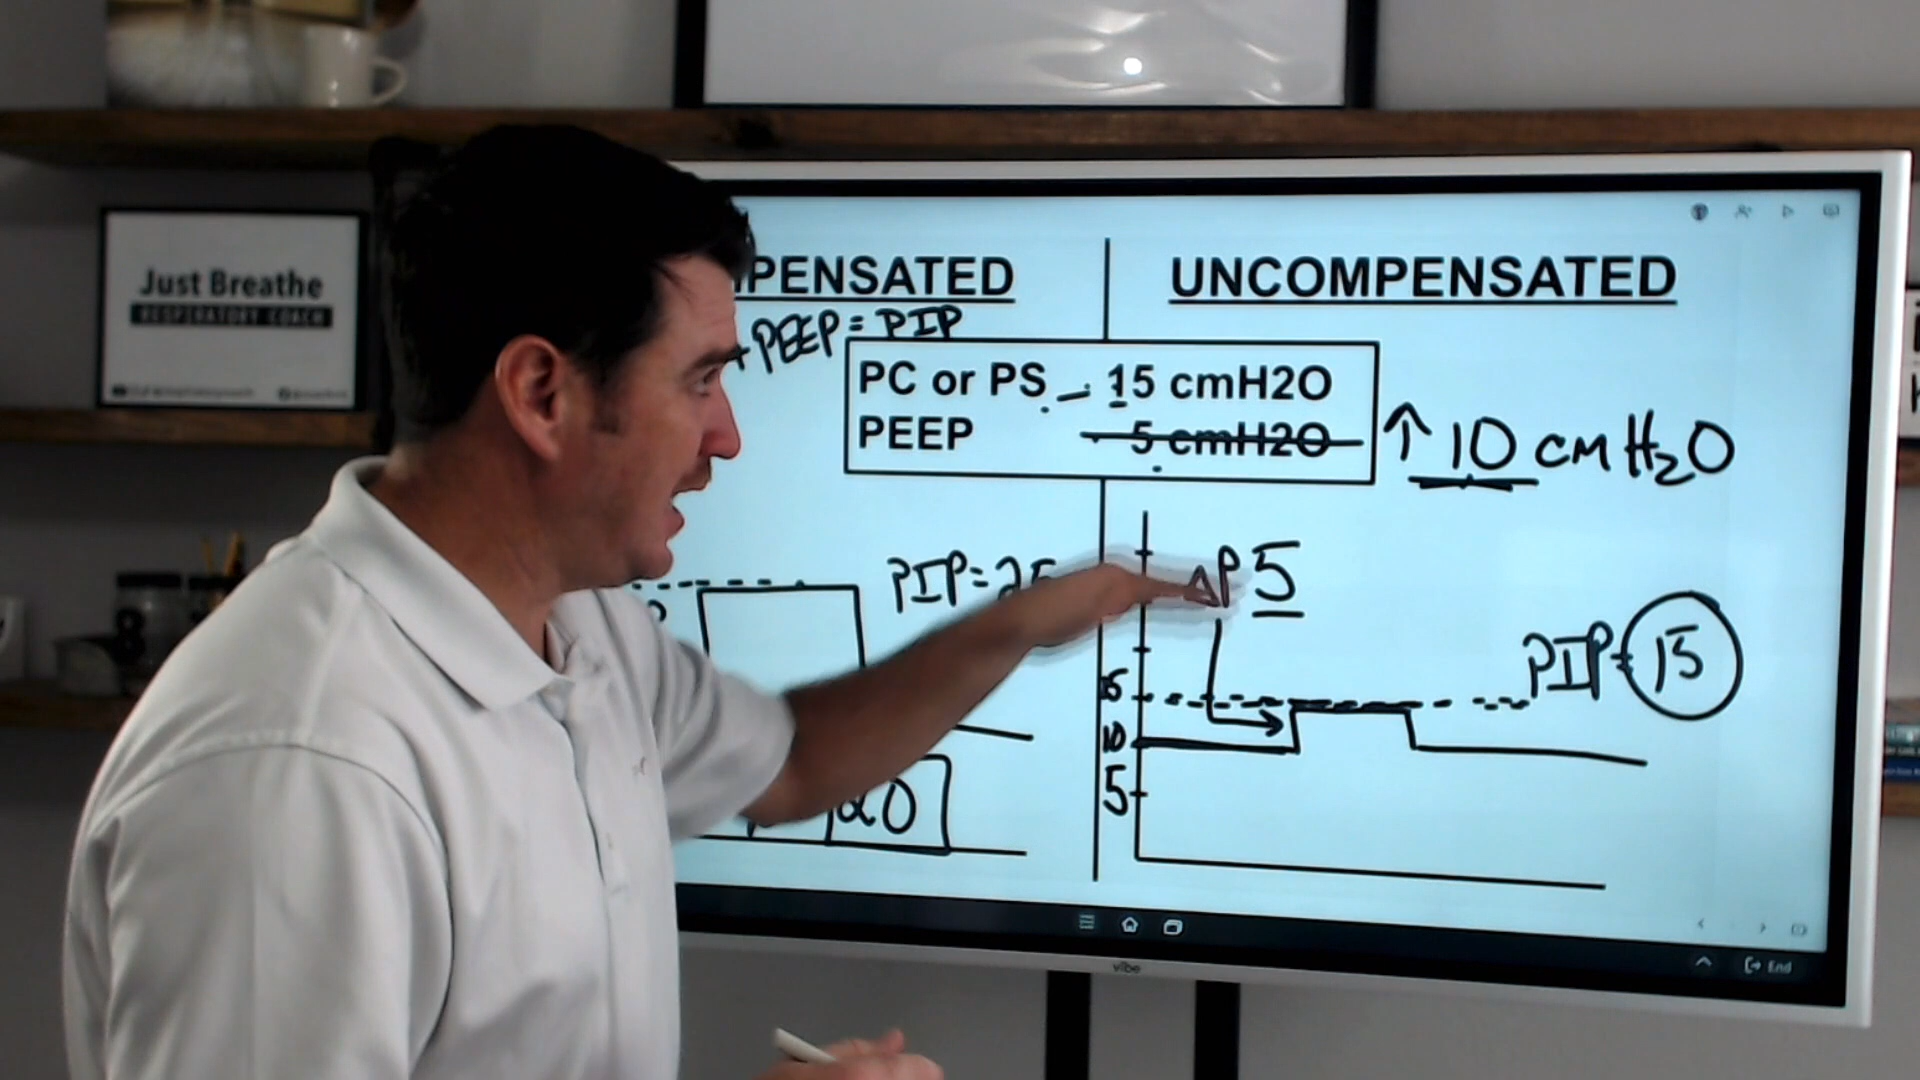 Just Breathe
RESPIRATORY COACH
PENSATED
UNCOMPENSATED
+ PEEP = PIP
PC or PS 15 cmH2O
PEEP 5 cmH2O
↑ 10 cm H2O
PIP=25
ΔP 5
PIP=15
15
10
5
20
vibe
End